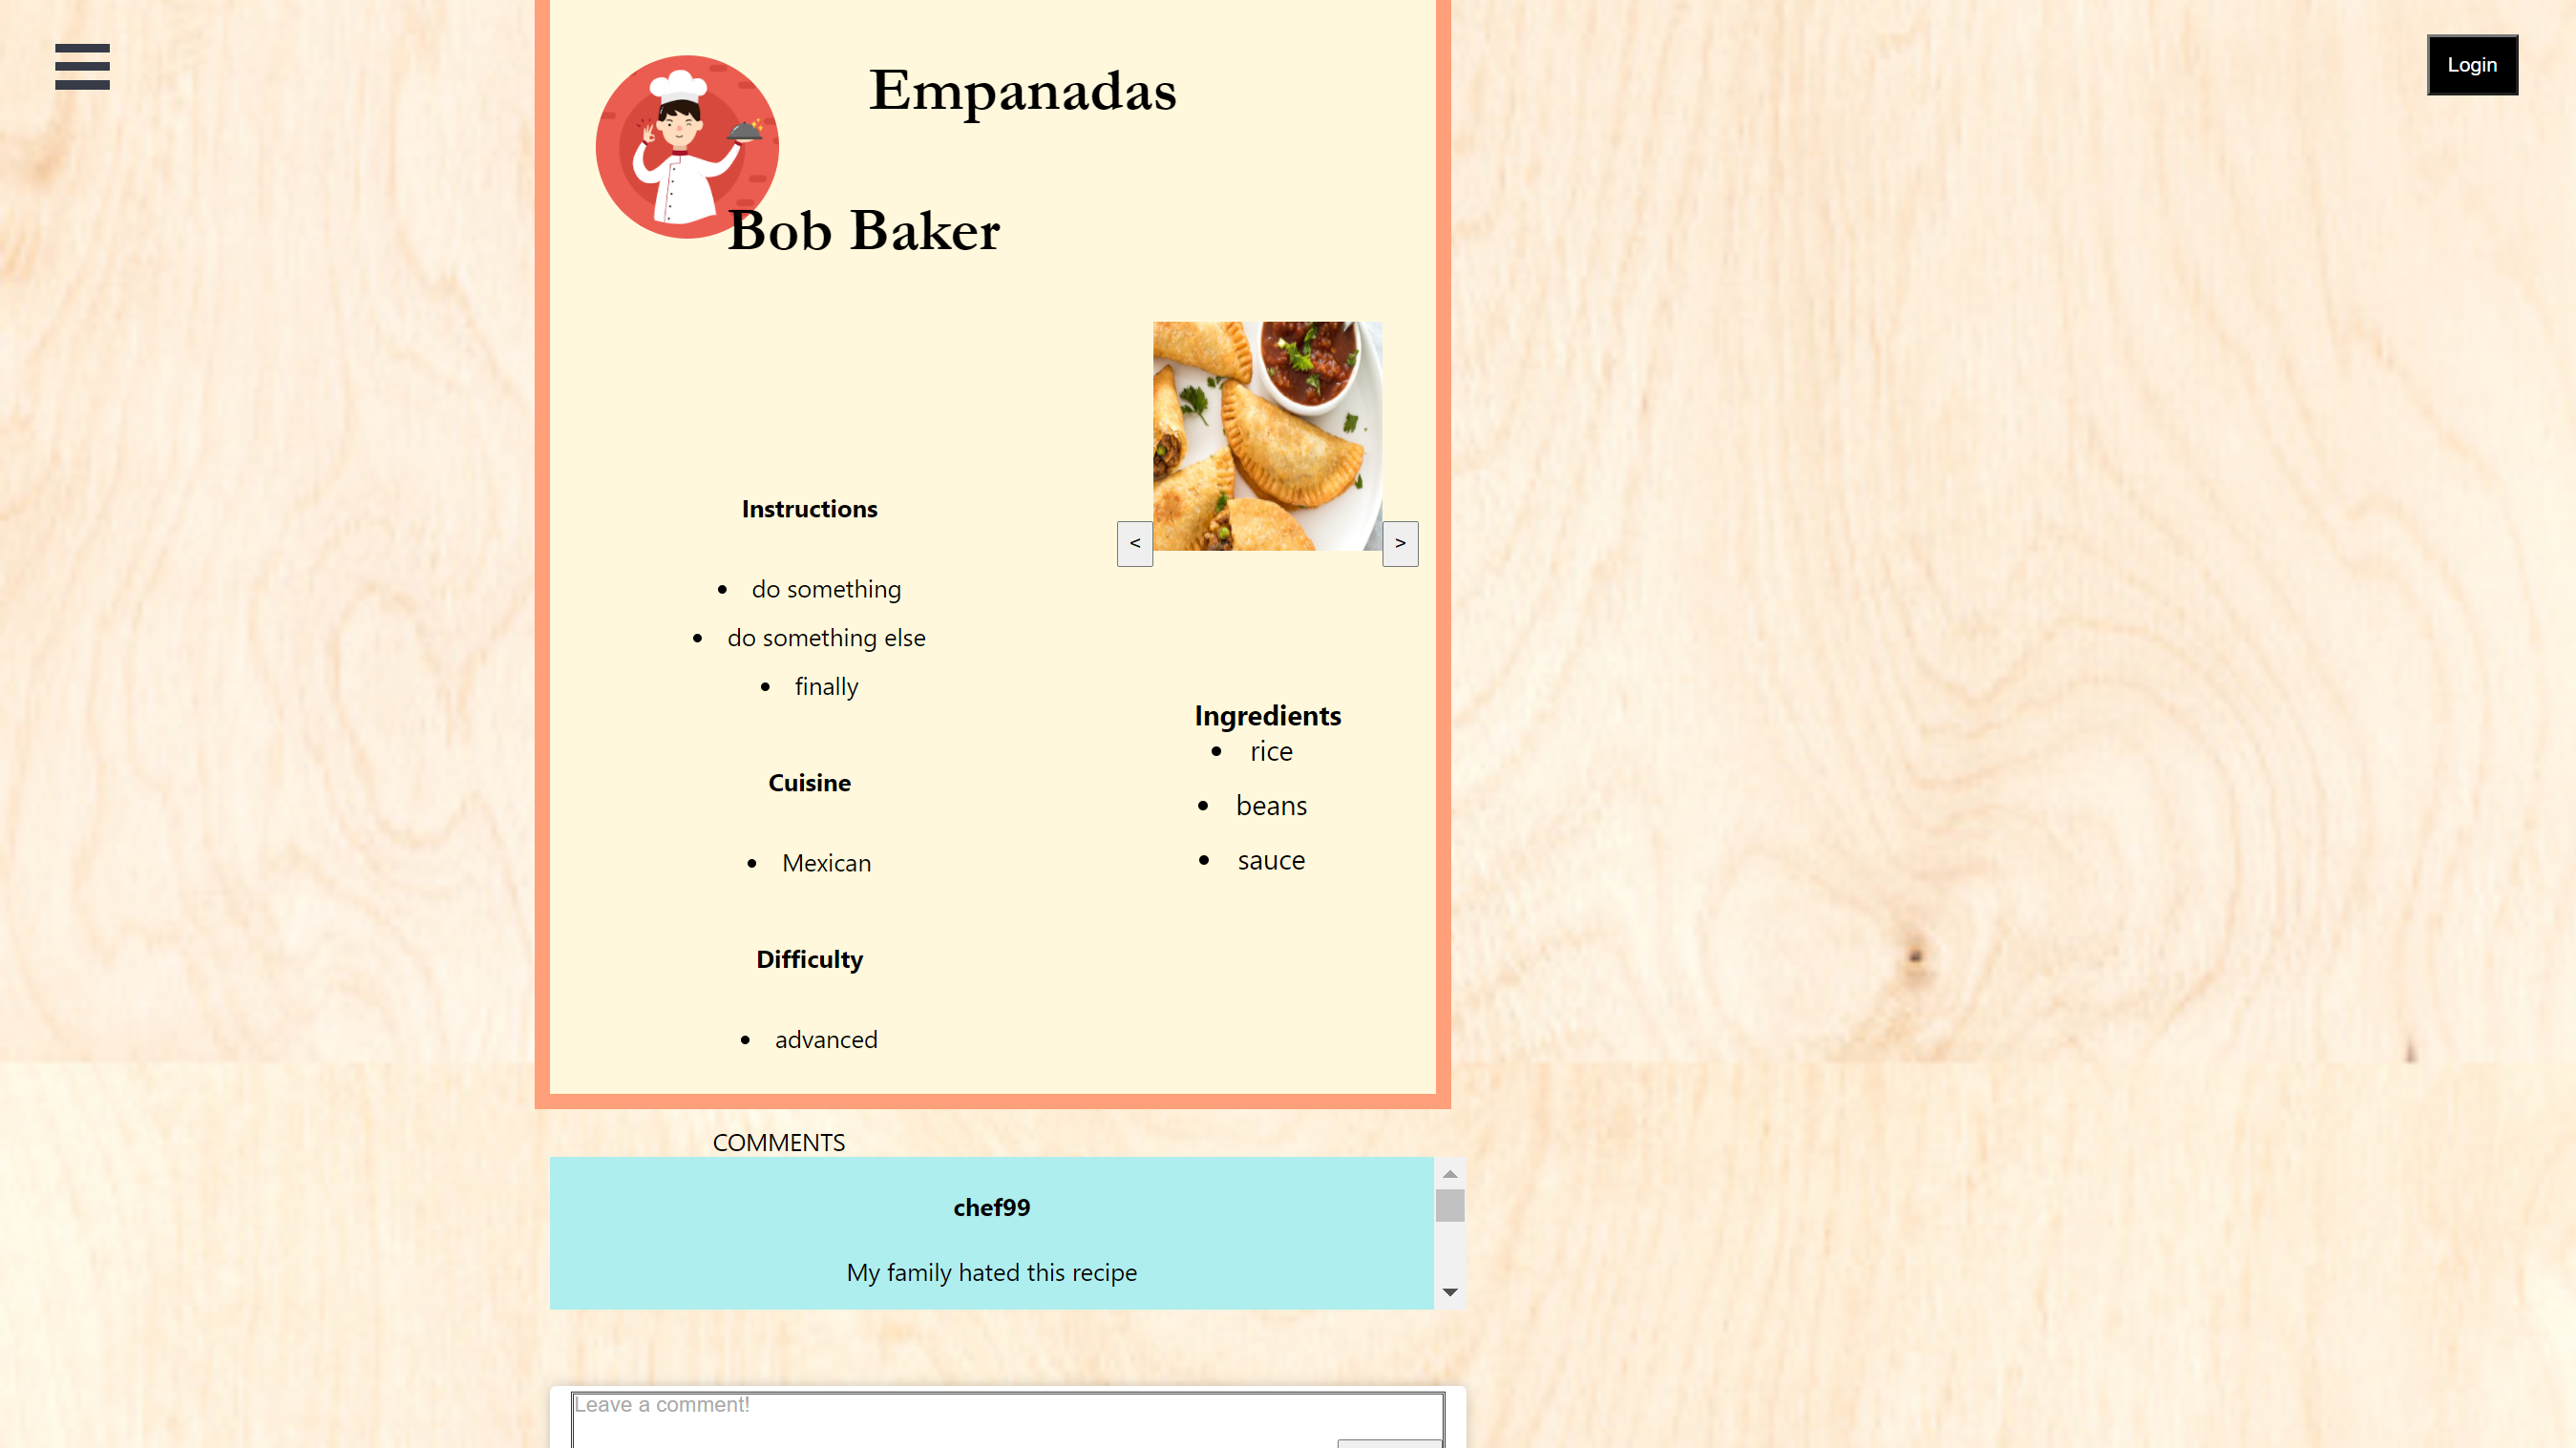 Login
Empanadas
Bob Baker
Instructions
do something
do something else
finally
Cuisine
Mexican
Difficulty
advanced
<
>
Ingredients
rice
beans
sauce
COMMENTS
chef99
My family hated this recipe
Leave a comment!